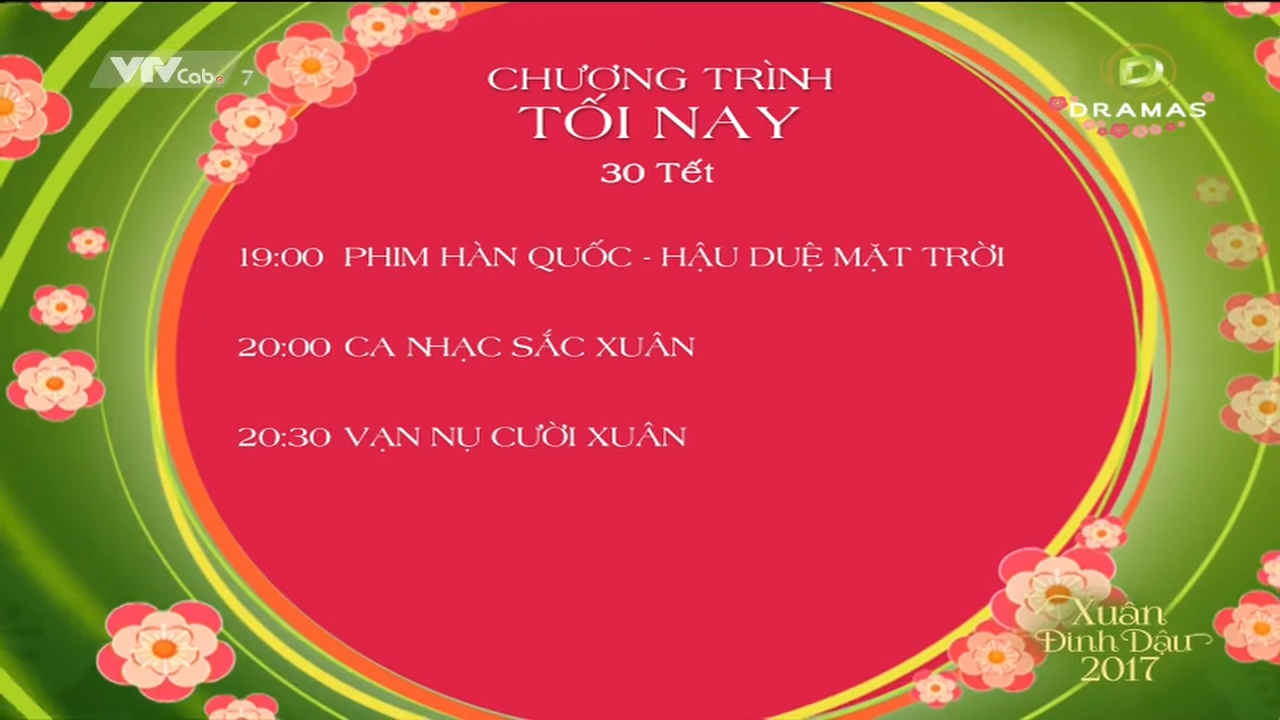 VTVCab 7
DRAMAS
CHƯƠNG TRÌNH
TỐI NAY
30 Tết
19:00 PHIM HÀN QUỐC - HẬU DUỆ MẶT TRỜI
20:00 CA NHẠC SẮC XUÂN
20:30 VẠN NỤ CƯỜI XUÂN
Xuân
Đinh Dậu
2017